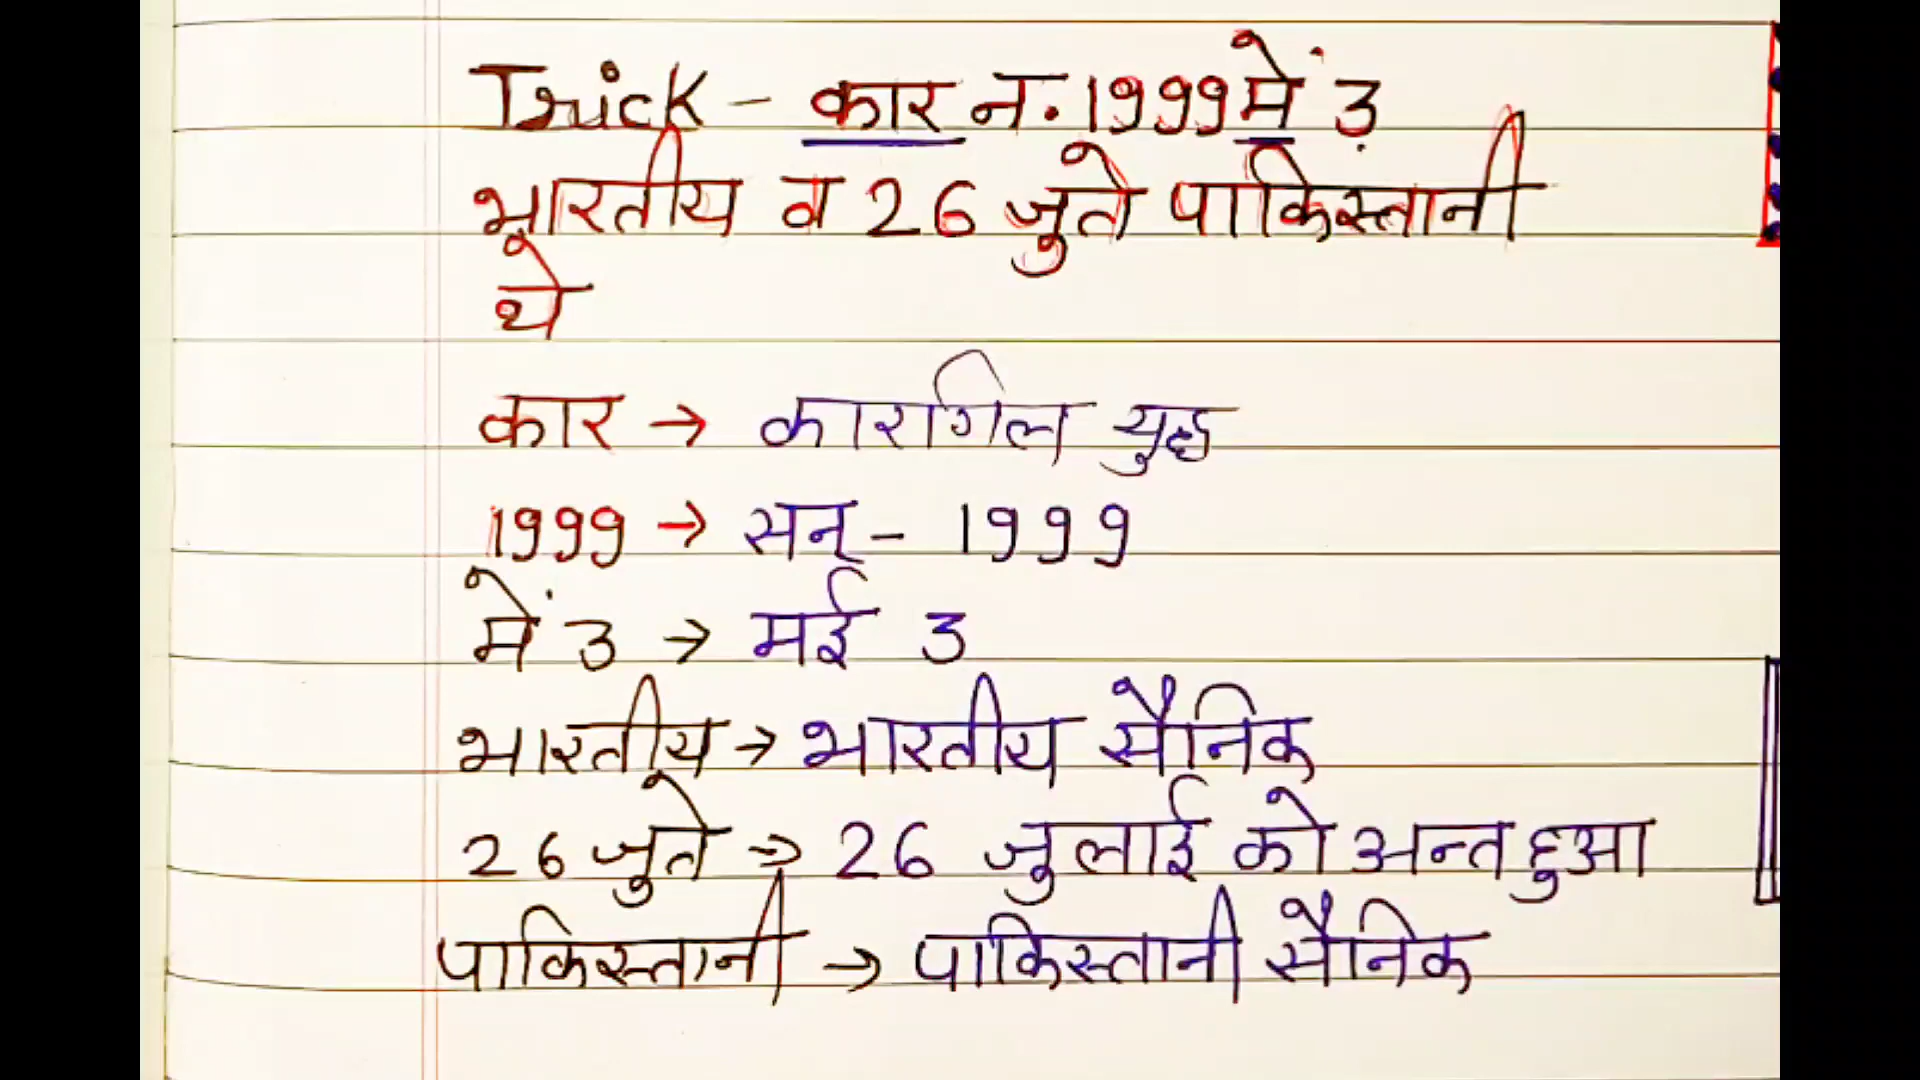 Trick - कार न. 1999 में 3
भारतीय व 26 जुते पाकिस्तानी
थे
कार → कारगिल युद्ध
1999 → सन् - 1999
में 3 → मई 3
भारतीय → भारतीय सैनिक
26 जुते → 26 जुलाई को अन्त हुआ
पाकिस्तानी → पाकिस्तानी सैनिक